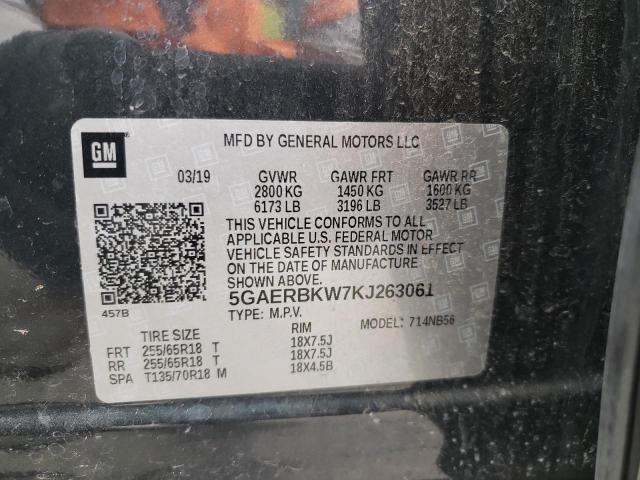 GM
MFD BY GENERAL MOTORS LLC
03/19 GVWR GAWR FRT GAWR RR
2800 KG 1450 KG 1600 KG
6173 LB 3196 LB 3527 LB
THIS VEHICLE CONFORMS TO ALL
APPLICABLE U.S. FEDERAL MOTOR
VEHICLE SAFETY STANDARDS IN EFFECT
ON THE DATE OF MANUFACTURE
SHOWN ABOVE.
457B
5GAERBKW7KJ263061
TYPE: M.P.V. MODEL: 714NB56
TIRE SIZE RIM
FRT 255/65R18 T 18X7.5J
RR 255/65R18 T 18X7.5J
SPA T135/70R18 M 18X4.5B